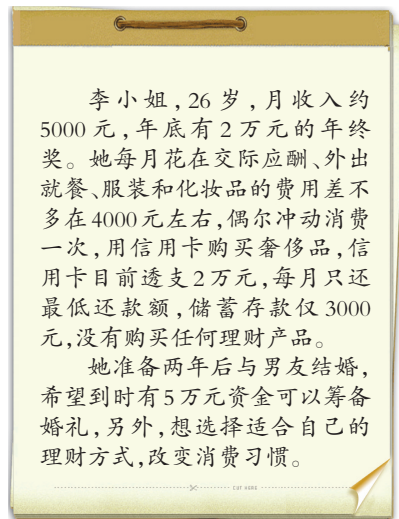 李小姐,26岁,月收入约
5000元,年底有2万元的年终
奖。她每月花在交际应酬、外出
就餐、服装和化妆品的费用差不
多在4000元左右,偶尔冲动消费
一次,用信用卡购买奢侈品,信
用卡目前透支2万元,每月只还
最低还款额,储蓄存款仅3000
元,没有购买任何理财产品。
她准备两年后与男友结婚,
希望到时有5万元资金可以筹备
婚礼,另外,想选择适合自己的
理财方式,改变消费习惯。